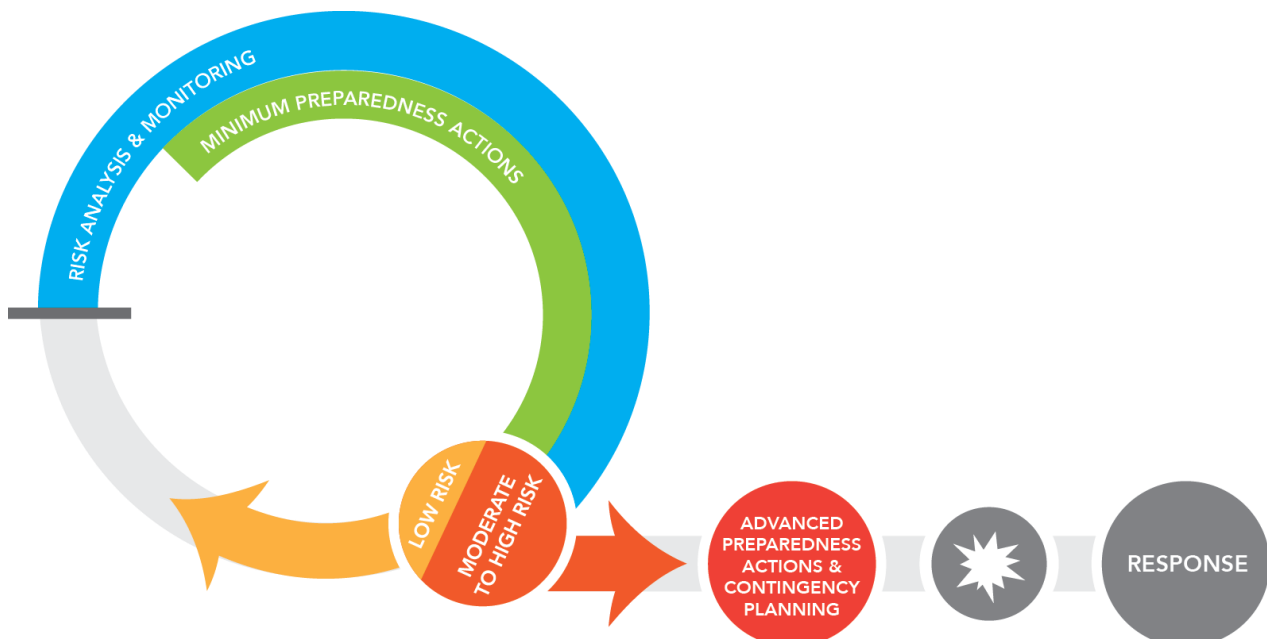 RISK ANALYSIS & MONITORING
MINIMUM PREPAREDNESS ACTIONS
LOW RISK
MODERATE
TO HIGH RISK
ADVANCED
PREPAREDNESS
ACTIONS &
CONTINGENCY
PLANNING
RESPONSE